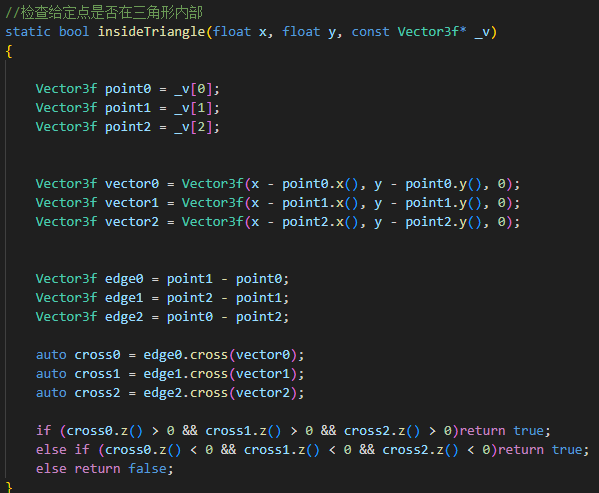 //检查给定点是否在三角形内部
static bool insideTriangle(float x, float y, const Vector3f* _v)
{
Vector3f point0 = _v[0];
Vector3f point1 = _v[1];
Vector3f point2 = _v[2];
Vector3f vector0 = Vector3f(x - point0.x(), y - point0.y(), 0);
Vector3f vector1 = Vector3f(x - point1.x(), y - point1.y(), 0);
Vector3f vector2 = Vector3f(x - point2.x(), y - point2.y(), 0);
Vector3f edge0 = point1 - point0;
Vector3f edge1 = point2 - point1;
Vector3f edge2 = point0 - point2;
auto cross0 = edge0.cross(vector0);
auto cross1 = edge1.cross(vector1);
auto cross2 = edge2.cross(vector2);
if (cross0.z() > 0 && cross1.z() > 0 && cross2.z() > 0)return true;
else if (cross0.z() < 0 && cross1.z() < 0 && cross2.z() < 0)return true;
else return false;
}